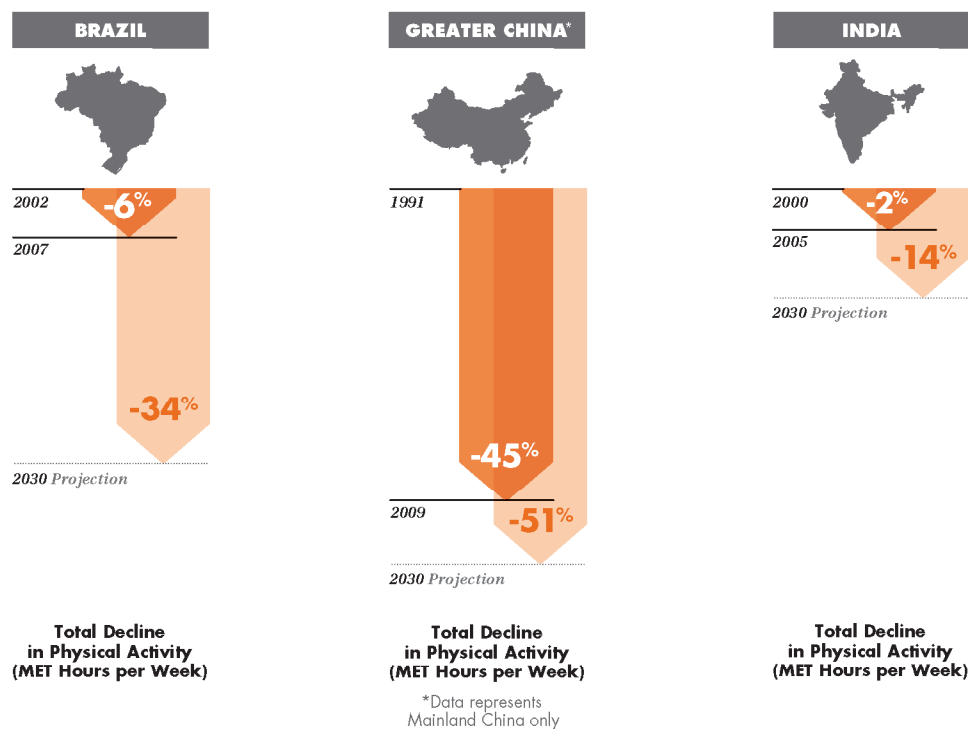 BRAZIL
2002
-6%
2007
-34%
2030 Projection
Total Decline
in Physical Activity
(MET Hours per Week)
GREATER CHINA*
1991
-45%
2009
-51%
2030 Projection
Total Decline
in Physical Activity
(MET Hours per Week)
*Data represents
Mainland China only
INDIA
2000
-2%
2005
-14%
2030 Projection
Total Decline
in Physical Activity
(MET Hours per Week)